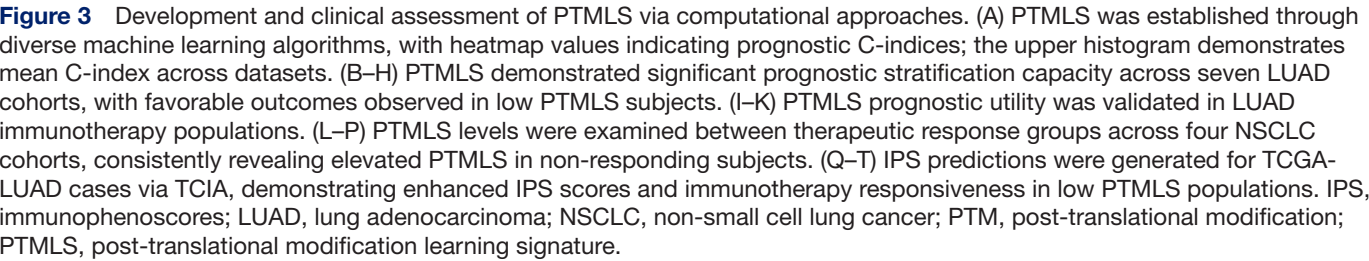 Figure 3 Development and clinical assessment of PTMLS via computational approaches. (A) PTMLS was established through
diverse machine learning algorithms, with heatmap values indicating prognostic C-indices; the upper histogram demonstrates
mean C-index across datasets. (B–H) PTMLS demonstrated significant prognostic stratification capacity across seven LUAD
cohorts, with favorable outcomes observed in low PTMLS subjects. (I–K) PTMLS prognostic utility was validated in LUAD
immunotherapy populations. (L–P) PTMLS levels were examined between therapeutic response groups across four NSCLC
cohorts, consistently revealing elevated PTMLS in non-responding subjects. (Q–T) IPS predictions were generated for TCGA-
LUAD cases via TCIA, demonstrating enhanced IPS scores and immunotherapy responsiveness in low PTMLS populations. IPS,
immunophenoscores; LUAD, lung adenocarcinoma; NSCLC, non-small cell lung cancer; PTM, post-translational modification;
PTMLS, post-translational modification learning signature.